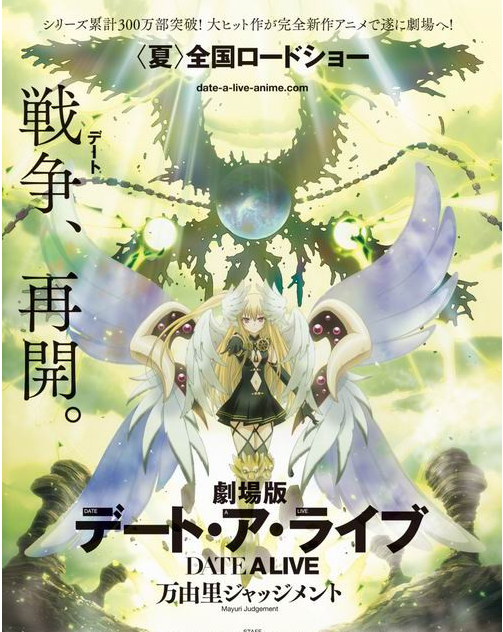 シリーズ累計300万部突破! 大ヒット作が完全新作アニメで遂に劇場へ!
〈夏〉全国ロードショー
date-a-live-anime.com
戦争、
デート
再開。
劇場版
デート・ア・ライブ
DATE A LIVE
DATE A LIVE
万由里ジャッジメント
Mayuri Judgement
STAFF